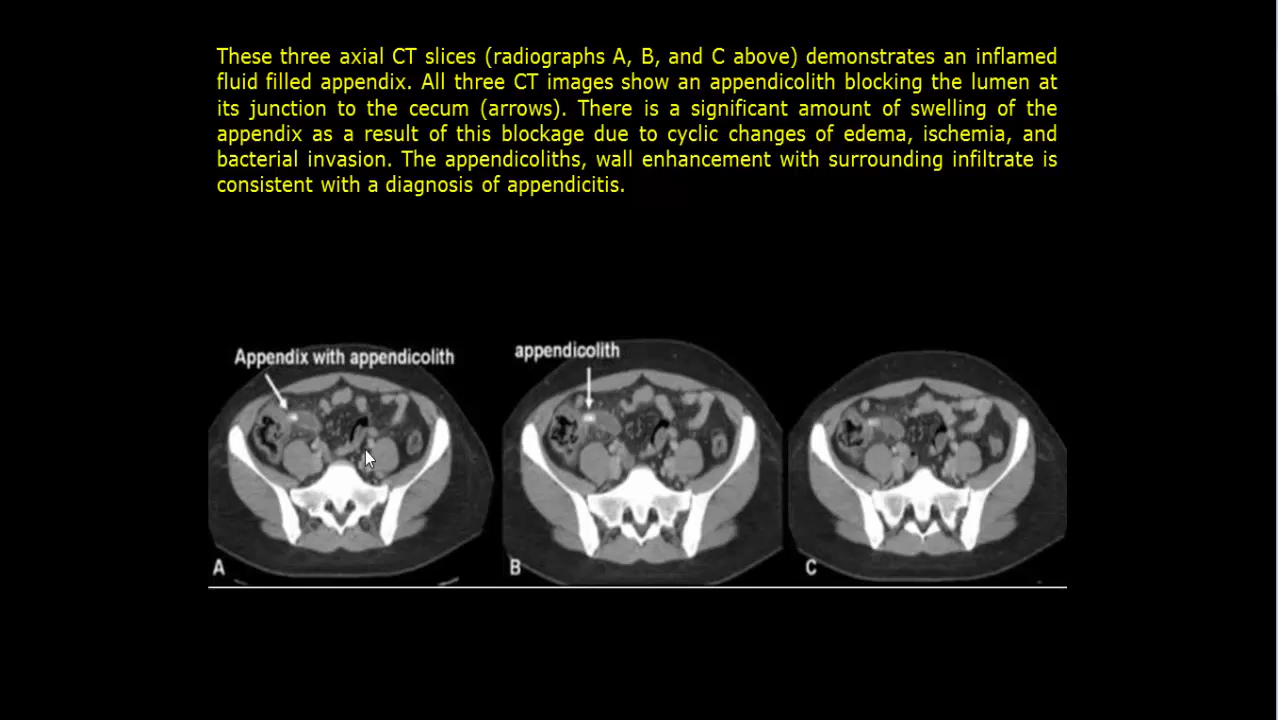 These three axial CT slices (radiographs A, B, and C above) demonstrates an inflamed
fluid filled appendix. All three CT images show an appendicolith blocking the lumen at
its junction to the cecum (arrows). There is a significant amount of swelling of the
appendix as a result of this blockage due to cyclic changes of edema, ischemia, and
bacterial invasion. The appendicoliths, wall enhancement with surrounding infiltrate is
consistent with a diagnosis of appendicitis.
Appendix with appendicolith
appendicolith
A
B
C